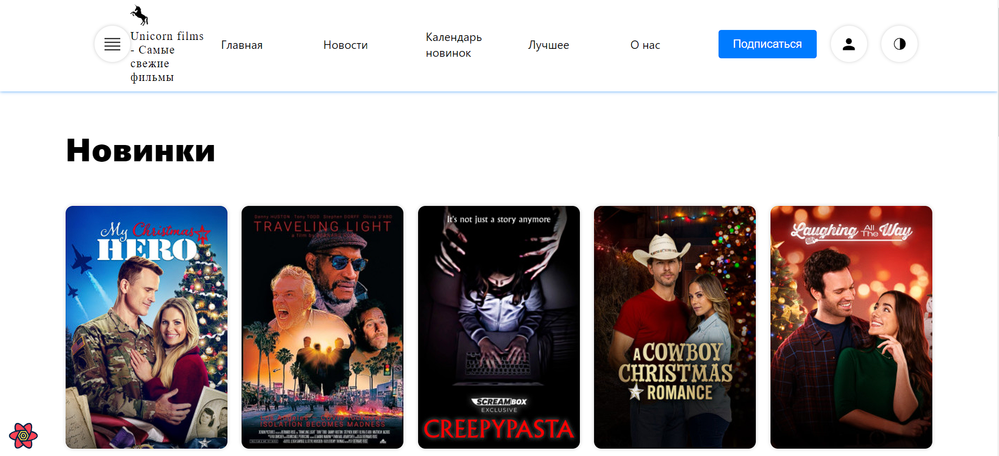 Unicorn films
- Самые
свежие
фильмы
Главная
Новости
Календарь
новинок
Лучшее
О нас
Подписаться
Новинки
My Christmas
HERO
Danny HUSTON Tony TODD Stephen DORFF Olivia D'ABO
TRAVELING LIGHT
a film by BERNARD ROSE
Los Angeles - COVID lockdown
ISOLATION BECOMES MADNESS
It's not just a story anymore
SCREAMBOX
EXCLUSIVE
CREEPYPASTA
A COWBOY
CHRISTMAS
ROMANCE
Laughing All The Way